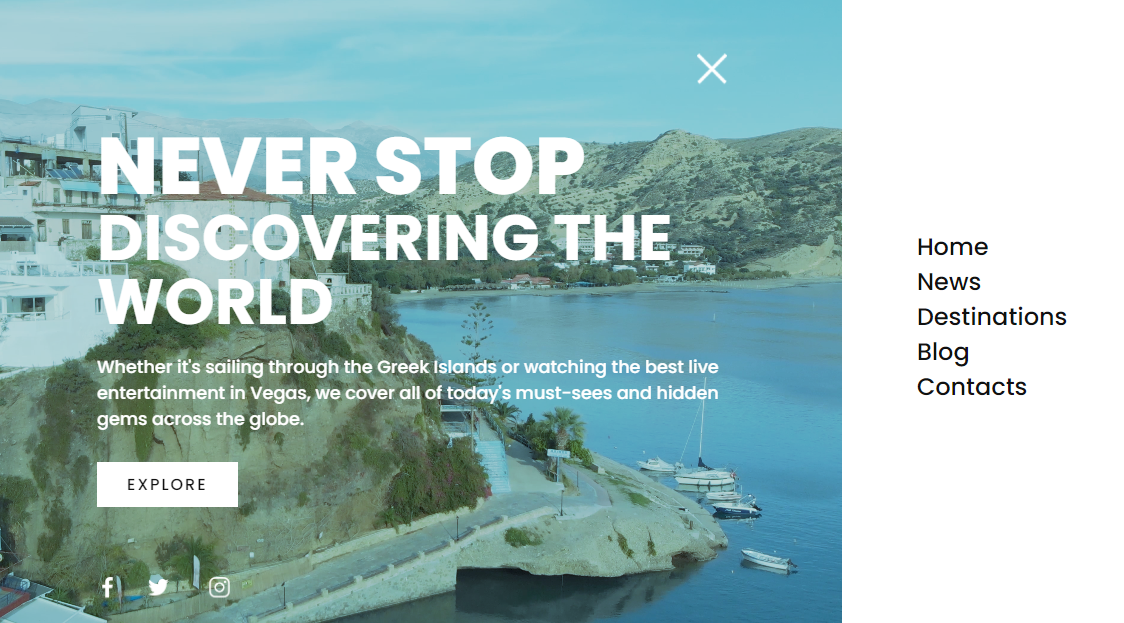 NEVER STOP
DISCOVERING THE
WORLD
Whether it's sailing through the Greek Islands or watching the best live
entertainment in Vegas, we cover all of today's must-sees and hidden
gems across the globe.
EXPLORE
Home
News
Destinations
Blog
Contacts